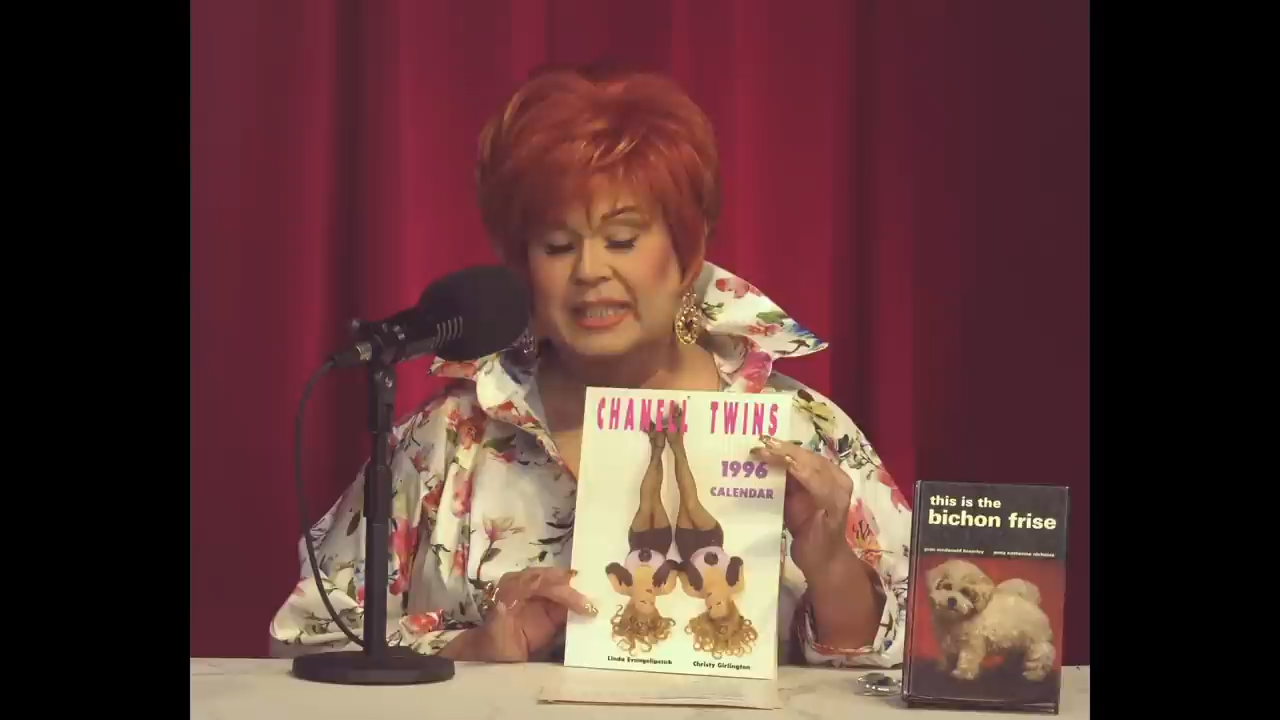 CHANELL TWINS
1996
CALENDAR
Linda Evangelipstick
Christy Girlington
this is the
bichon frise